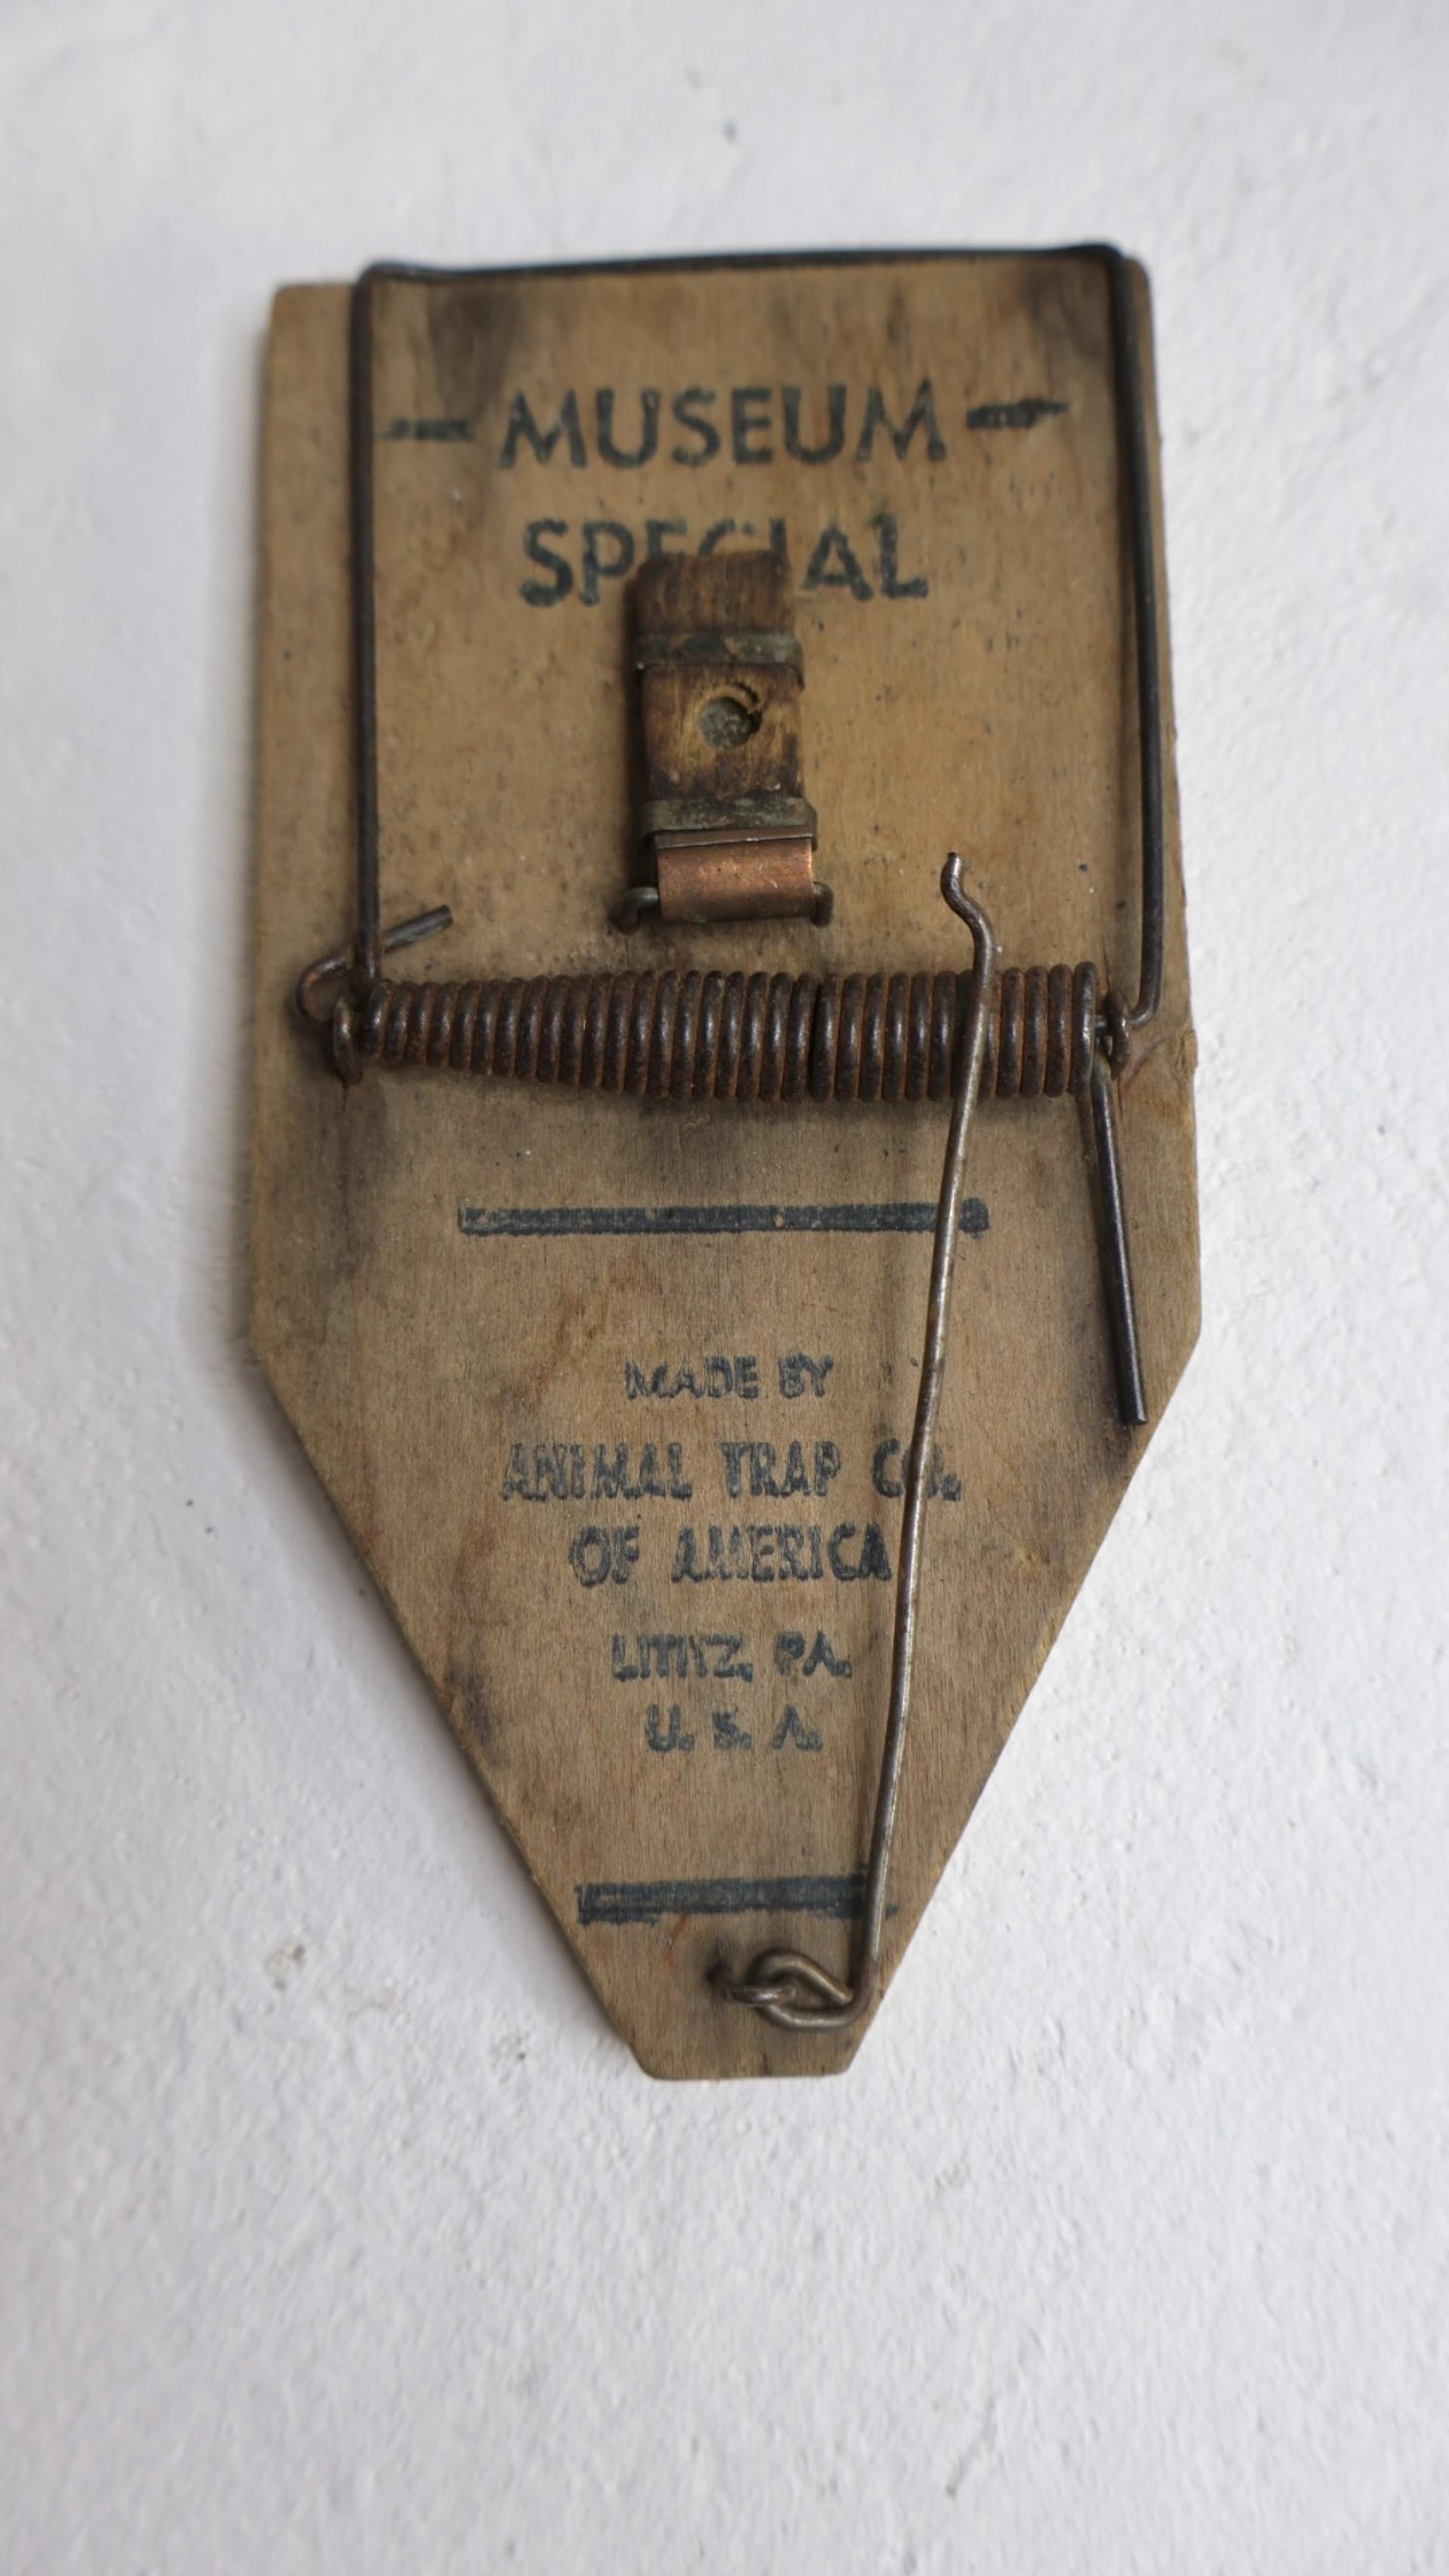 MUSEUM
SPECIAL
MADE BY
ANIMAL TRAP CO.
OF AMERICA
LITITZ, PA.
U. S. A.